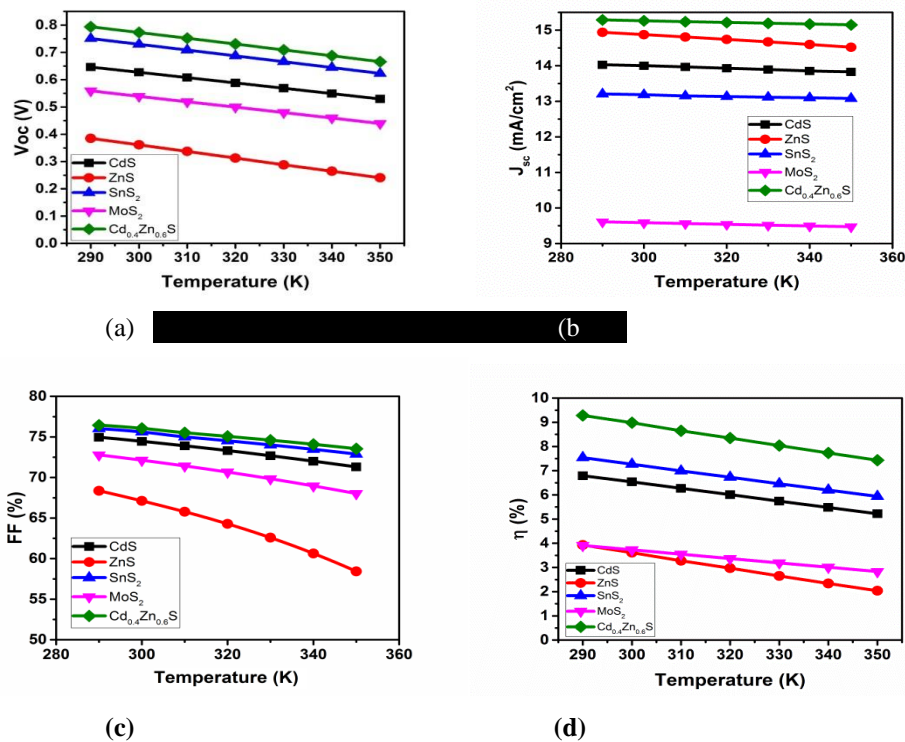 0.8
0.7
0.6
0.5
0.4
0.3
0.2
0.1
0.0
Voc (V)
CdS
ZnS
SnS₂
MoS₂
Cd₀.₄Zn₀.₆S
290 300 310 320 330 340 350
Temperature (K)
15
14
13
12
11
10
9
J_sc (mA/cm²)
CdS
ZnS
SnS₂
MoS₂
Cd₀.₄Zn₀.₆S
280 300 320 340 360
Temperature (K)
(a) (b
80
75
70
65
60
55
50
FF (%)
CdS
ZnS
SnS₂
MoS₂
Cd₀.₄Zn₀.₆S
280 300 320 340 360
Temperature (K)
10
9
8
7
6
5
4
3
2
1
0
η (%)
CdS
ZnS
SnS₂
MoS₂
Cd₀.₄Zn₀.₆S
290 300 310 320 330 340 350
Temperature (K)
(c) (d)